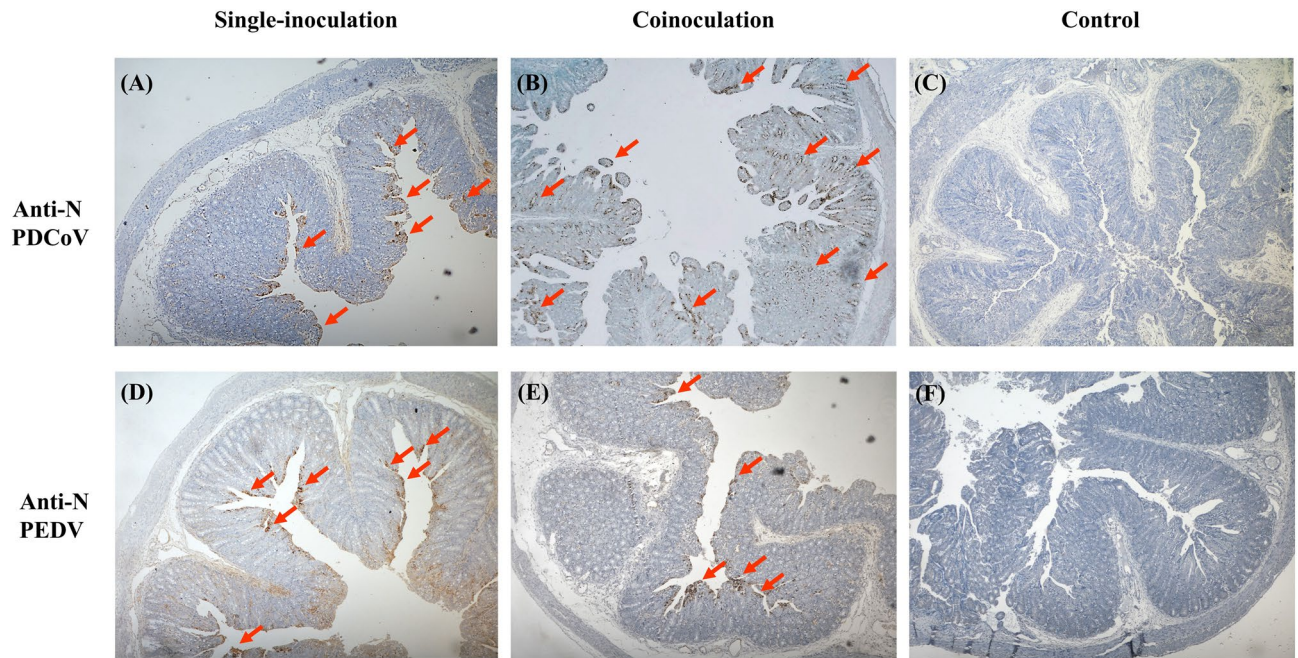 Single-inoculation
Coinoculation
Control
Anti-N
PDCoV
(A)
(B)
(C)
Anti-N
PEDV
(D)
(E)
(F)